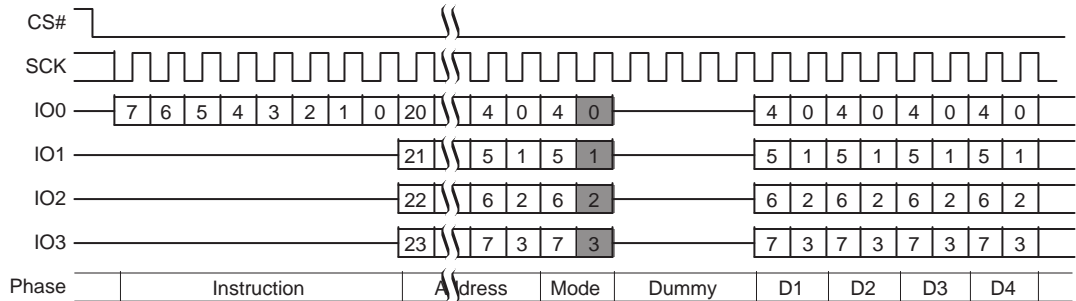 CS#
SCK
IO0 7 6 5 4 3 2 1 0 20 4 0 4 0 4 0 4 0 4 0 4 0
IO1 21 5 1 5 1 5 1 5 1 5 1 5 1
IO2 22 6 2 6 2 6 2 6 2 6 2 6 2
IO3 23 7 3 7 3 7 3 7 3 7 3 7 3
Phase Instruction Address Mode Dummy D1 D2 D3 D4